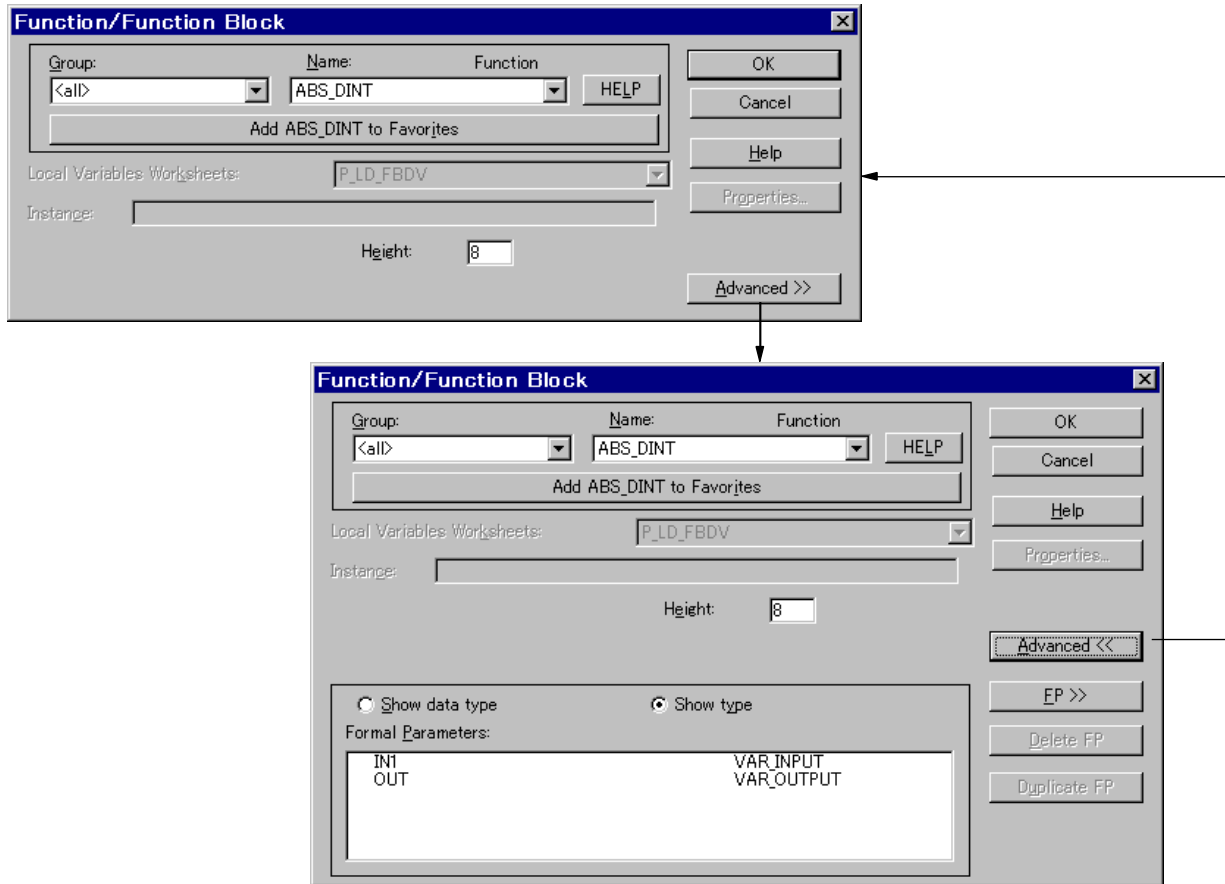 Function/Function Block
Group: Name: Function
<all> ABS_DINT HELP
Add ABS_DINT to Favorites
Local Variables Worksheets: P_LD_FBDV
Instance:
Height: 8
OK
Cancel
Help
Properties...
Advanced >>
Function/Function Block
Group: Name: Function
<all> ABS_DINT HELP
Add ABS_DINT to Favorites
Local Variables Worksheets: P_LD_FBDV
Instance:
Height: 8
OK
Cancel
Help
Properties...
Advanced <<
Show data type Show type
Formal Parameters:
IN1 VAR_INPUT
OUT VAR_OUTPUT
FP >>
Delete FP
Duplicate FP